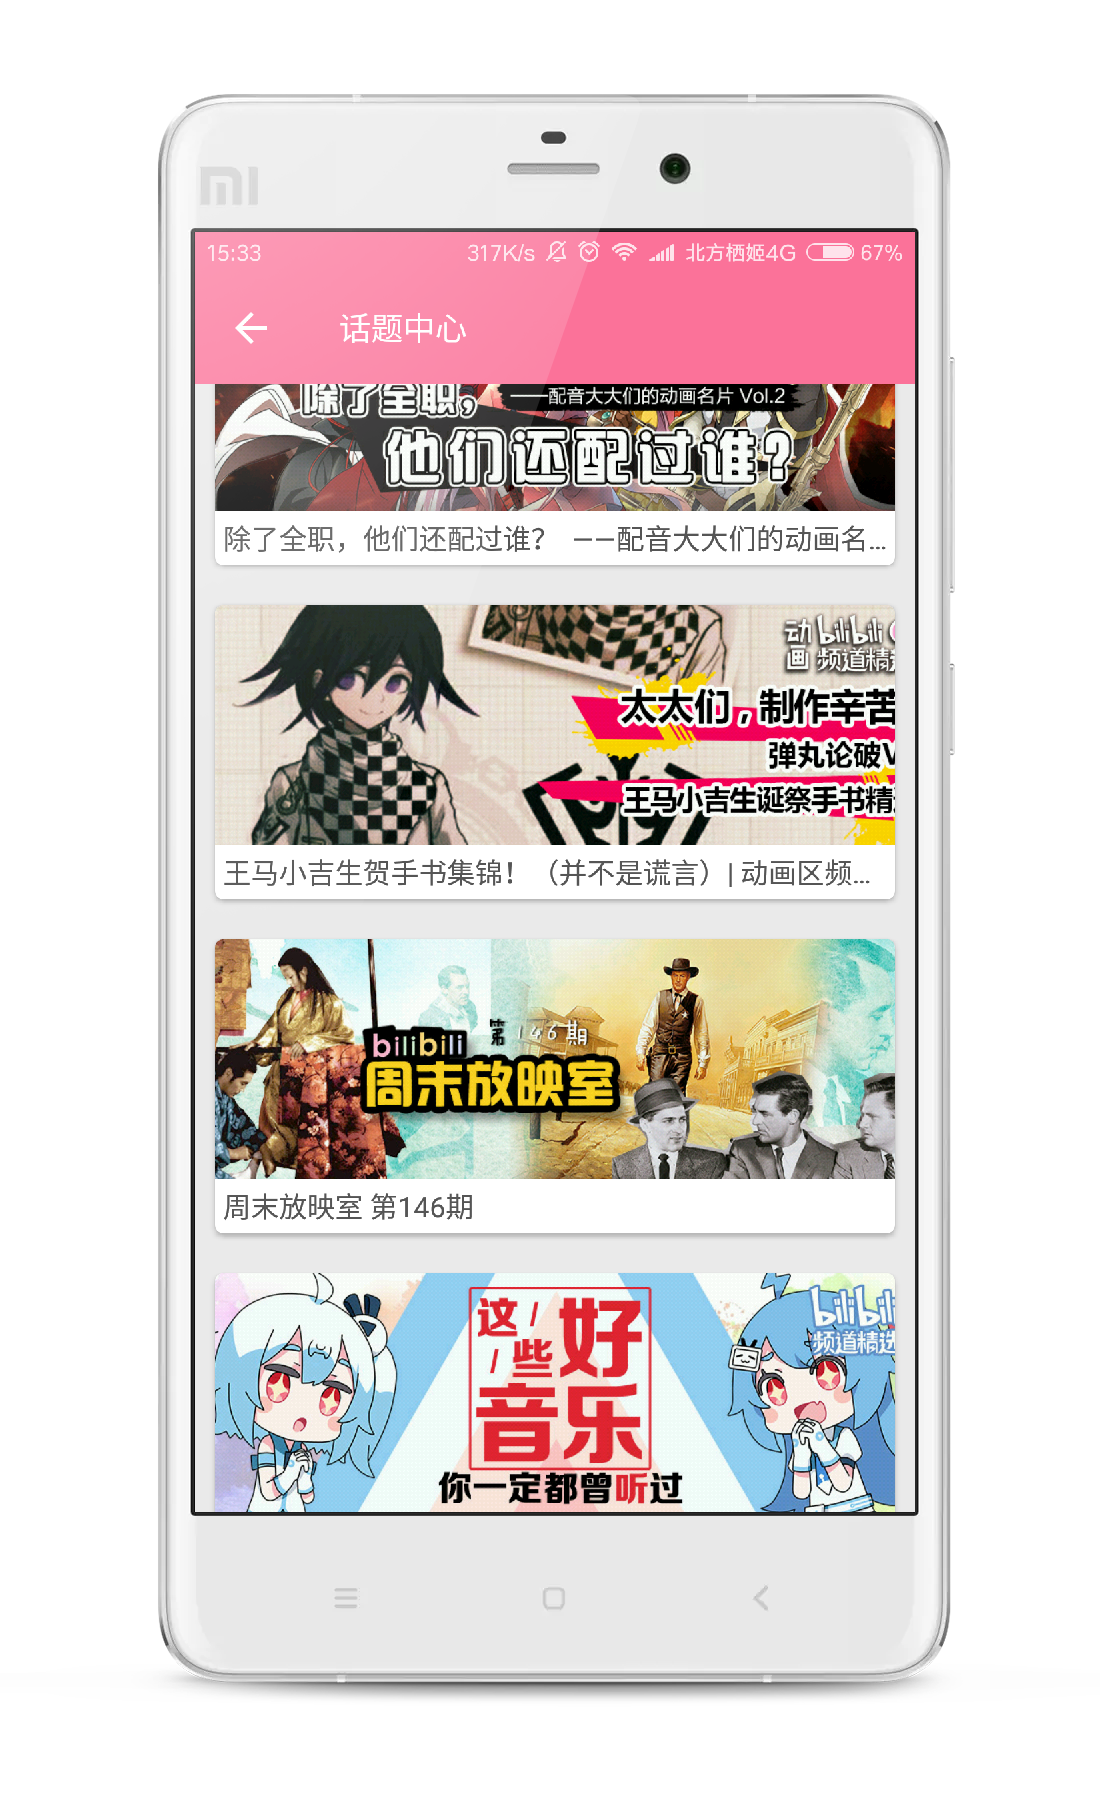 MI
15:33
317K/s 北方栖姬4G 67%
话题中心
除了全职，
——配音大大们的动画名片 Vol.2
他们还配过谁？
除了全职，他们还配过谁？ ——配音大大们的动画名...
动画 bilibili
频道精选
太太们，制作辛苦
弹丸论破V
王马小吉生诞祭手书精选
王马小吉生贺手书集锦！（并不是谎言）| 动画区频...
bilibili 第146期
周末放映室
周末放映室 第146期
bilibili
频道精选
这些好
音乐
你一定都曾听过